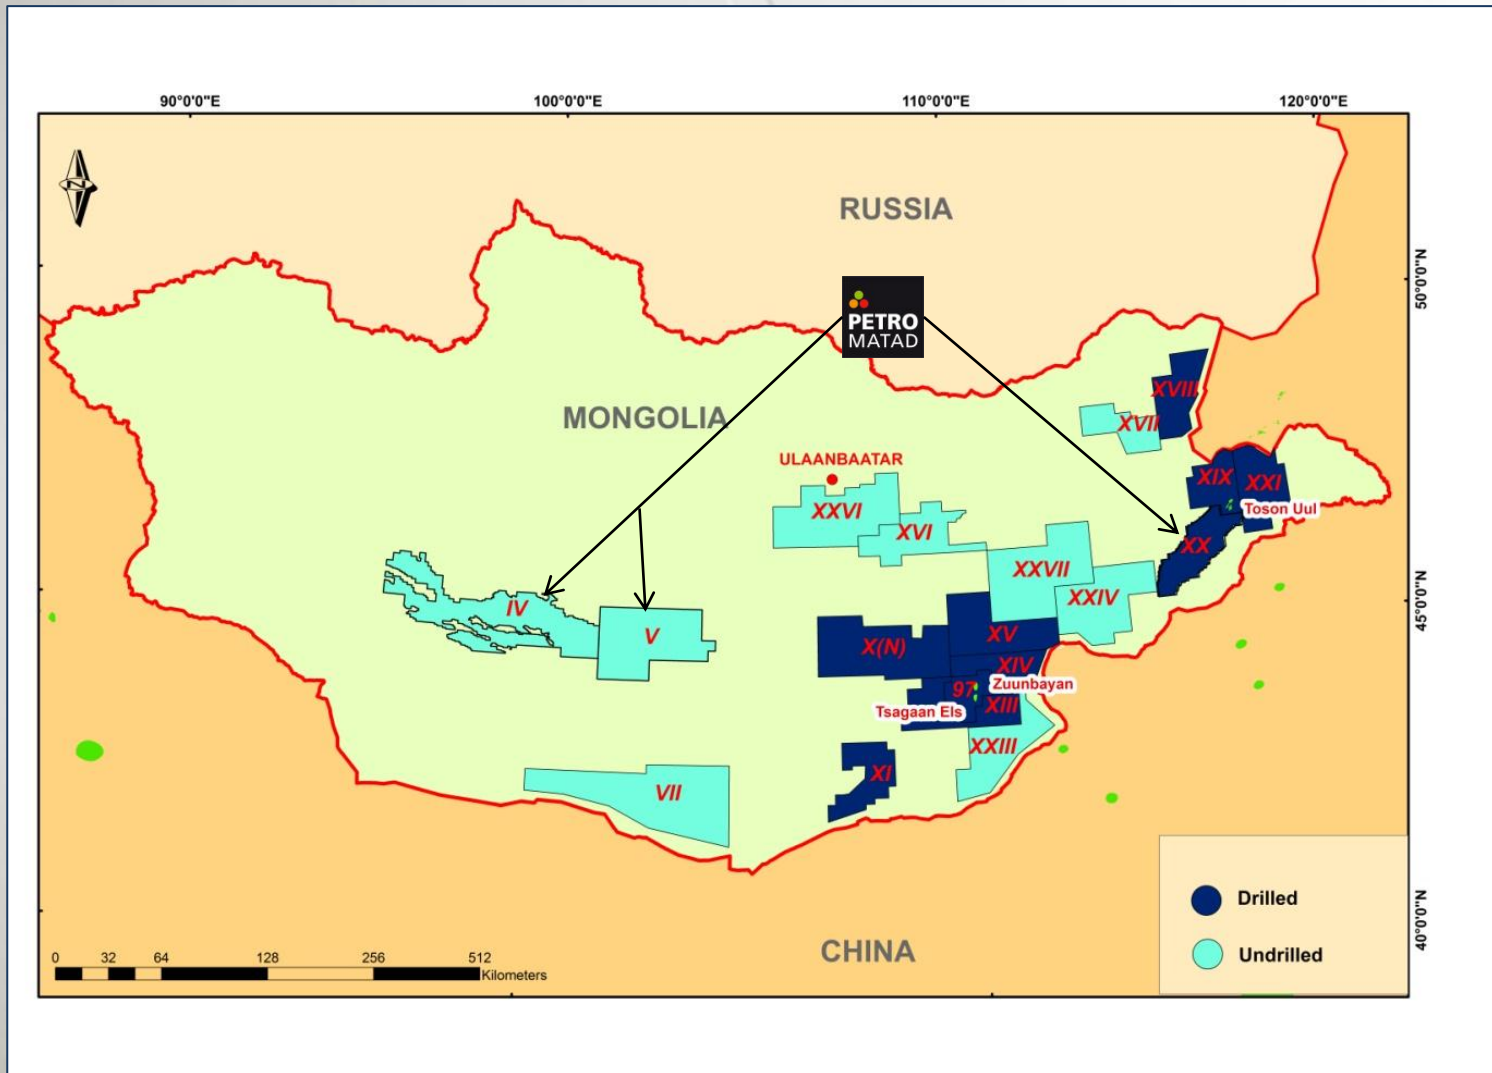 90°0'0"E
100°0'0"E
110°0'0"E
120°0'0"E
N
RUSSIA
50°0'0"N
PETRO
MATAD
XVIII
MONGOLIA
XVII
ULAANBAATAR
XIX
XXI
XXVI
Toson Uul
XVI
XX
XXVII
45°0'0"N
XXIV
IV
V
XV
X(N)
XIV
Zuunbayan
97
Tsagaan Els
XIII
XXIII
XI
VII
Drilled
40°0'0"N
CHINA
Undrilled
0 32 64 128 256 512
Kilometers